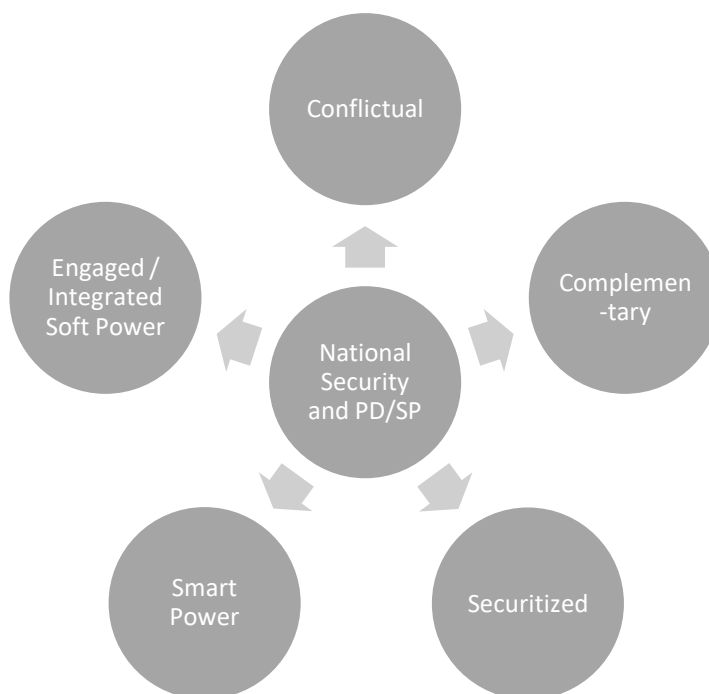 Conflictual
Engaged /
Integrated
Soft Power
Complemen
-tary
National
Security
and PD/SP
Smart
Power
Securitized